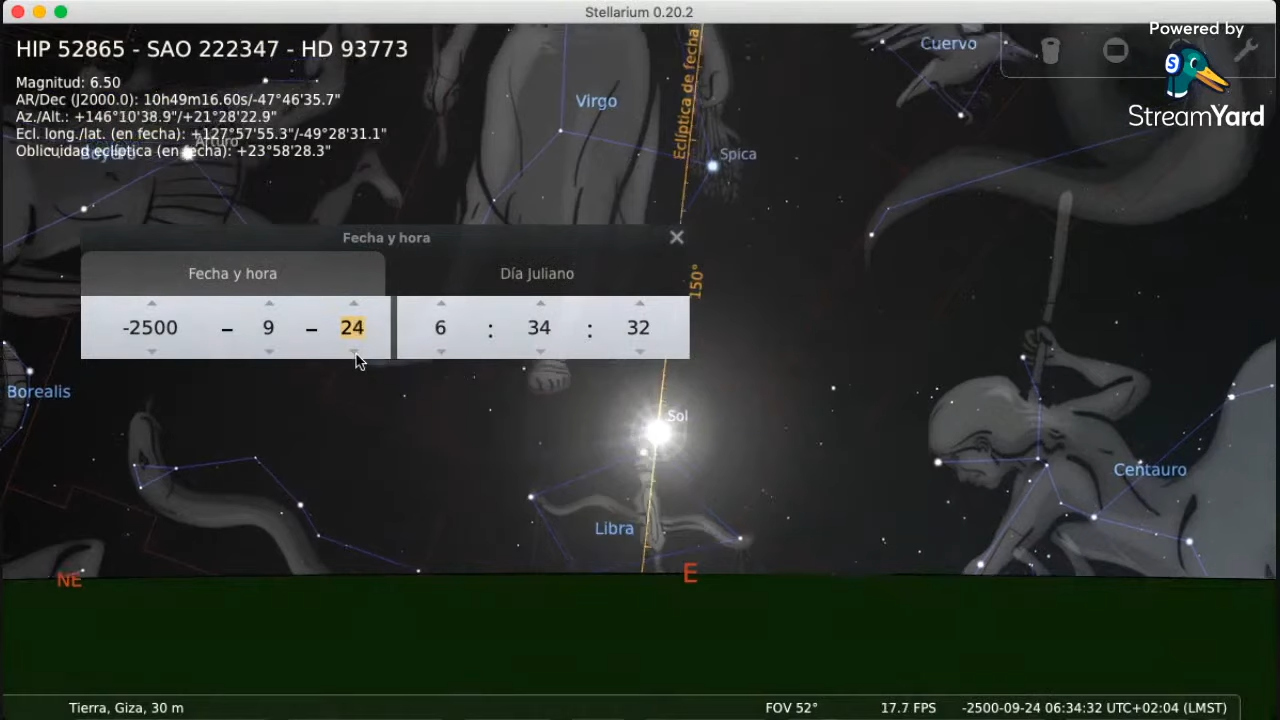 Stellarium 0.20.2
Powered by
StreamYard
HIP 52865 - SAO 222347 - HD 93773
Magnitud: 6.50
AR/Dec (J2000.0): 10h49m16.60s/-47°46'35.7"
Az./Alt.: +146°10'38.9"/+21°28'22.9"
Ecl. long./lat. (en fecha): +127°57'55.3"/-49°28'31.1"
Oblicuidad eclíptica (en fecha): +23°58'28.3"
Boyero
Arturo
Virgo
Eclíptica de fecha
Cuervo
Spica
Fecha y hora
Fecha y hora
Día Juliano
150°
-2500 – 9 – 24
6 : 34 : 32
Borealis
Sol
Centauro
Libra
NE
E
Tierra, Giza, 30 m
FOV 52°
17.7 FPS
-2500-09-24 06:34:32 UTC+02:04 (LMST)